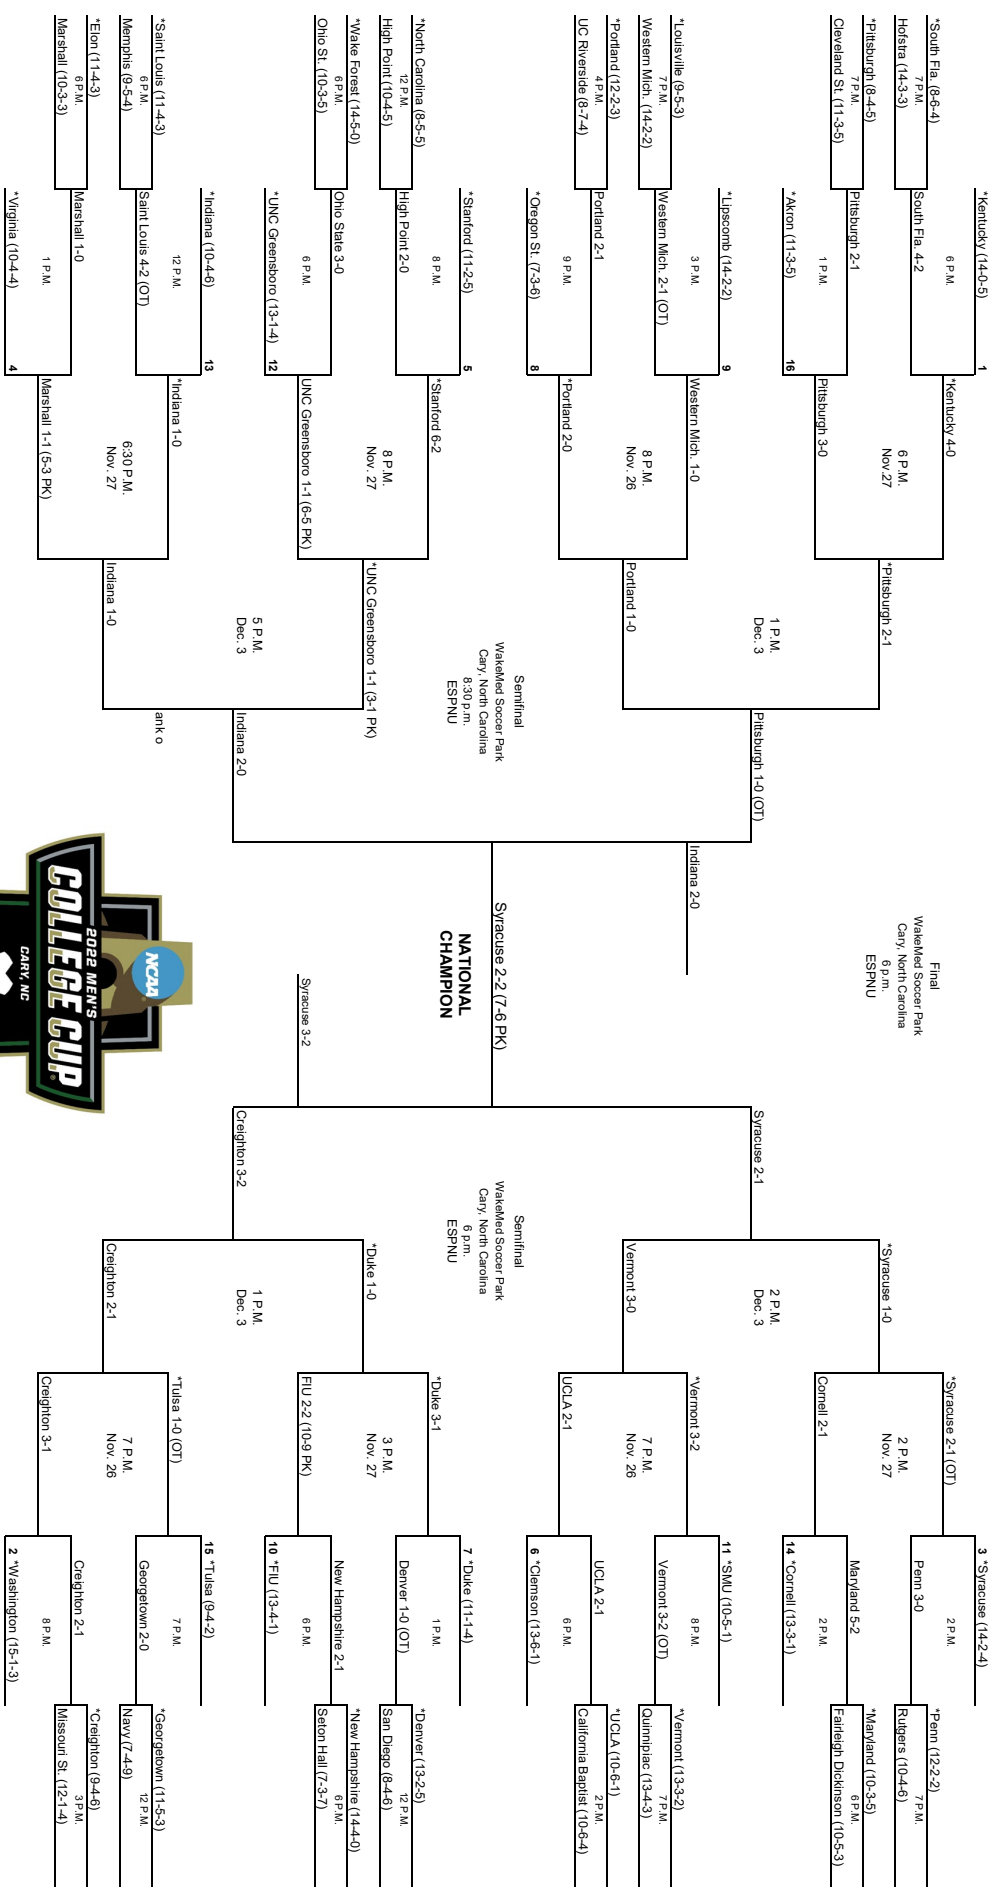 *South Fla. (8-6-4)
7 P.M.
Hofstra (14-3-3)
*Pittsburgh (8-4-5)
7 P.M.
Cleveland St. (11-3-5)
*Louisville (9-5-3)
7 P.M.
Western Mich. (14-2-2)
*Portland (12-2-3)
4 P.M.
UC Riverside (8-7-4)
*North Carolina (8-5-5)
12 P.M.
High Point (10-4-5)
*Wake Forest (14-5-0)
6 P.M.
Ohio St. (10-3-5)
*Saint Louis (11-4-3)
6 P.M.
Memphis (9-5-4)
*Elon (11-4-3)
6 P.M.
Marshall (10-3-3)
*Kentucky (14-0-5)
1
6 P.M.
South Fla. 4-2
Pittsburgh 2-1
1 P.M.
*Akron (11-3-5)
16
*Lipscomb (14-2-2)
9
3 P.M.
Western Mich. 2-1 (OT)
Portland 2-1
9 P.M.
*Oregon St. (7-3-6)
8
*Stanford (11-2-5)
5
8 P.M.
High Point 2-0
Ohio State 3-0
6 P.M.
*UNC Greensboro (13-1-4)
12
*Indiana (10-4-6)
13
12 P.M.
Saint Louis 4-2 (OT)
Marshall 1-0
1 P.M.
*Virginia (10-4-4)
4
*Kentucky 4-0
6 P.M.
Nov.27
Pittsburgh 3-0
Western Mich. 1-0
8 P.M.
Nov. 26
*Portland 2-0
*Stanford 6-2
8 P.M.
Nov. 27
UNC Greensboro 1-1 (6-5 PK)
*Indiana 1-0
6:30 P.M.
Nov. 27
Marshall 1-1 (5-3 PK)
*Pittsburgh 2-1
1 P.M.
Dec. 3
Portland 1-0
*UNC Greensboro 1-1 (3-1 PK)
5 P.M.
Dec. 3
Indiana 1-0
Semifinal
WakeMed Soccer Park
Cary, North Carolina
8:30 p.m.
ESPNU
Pittsburgh 1-0 (OT)
Indiana 2-0
ank o
Indiana 2-0
Final
WakeMed Soccer Park
Cary, North Carolina
6 p.m.
ESPNU
Syracuse 2-2 (7-6 PK)
NATIONAL
CHAMPION
Syracuse 3-2
NCAA
2022 MEN'S
COLLEGE CUP
CARY, NC
Syracuse 2-1
Creighton 3-2
Semifinal
WakeMed Soccer Park
Cary, North Carolina
6 p.m.
ESPNU
*Syracuse 1-0
2 P.M.
Dec. 3
Vermont 3-0
*Duke 1-0
1 P.M.
Dec. 3
Creighton 2-1
*Syracuse 2-1 (OT)
2 P.M.
Nov. 27
Cornell 2-1
*Vermont 3-2
7 P.M.
Nov. 26
UCLA 2-1
*Duke 3-1
3 P.M.
Nov. 27
FIU 2-2 (10-9 PK)
*Tulsa 1-0 (OT)
7 P.M.
Nov. 26
Creighton 3-1
3 *Syracuse (14-2-4)
2 P.M.
Penn 3-0
Maryland 5-2
2 P.M.
14 *Cornell (13-3-1)
11 *SMU (10-5-1)
8 P.M.
Vermont 3-2 (OT)
UCLA 2-1
6 P.M.
6 *Clemson (13-6-1)
7 *Duke (11-1-4)
1 P.M.
Denver 1-0 (OT)
New Hampshire 2-1
6 P.M.
10 *FIU (13-4-1)
15 *Tulsa (9-4-2)
7 P.M.
Georgetown 2-0
Creighton 2-1
8 P.M.
2 *Washington (15-1-3)
*Penn (12-2-2)
7 P.M.
Rutgers (10-4-6)
*Maryland (10-3-5)
6 P.M.
Fairleigh Dickinson (10-5-3)
*Vermont (13-3-2)
7 P.M.
Quinnipiac (13-4-3)
*UCLA (10-6-1)
2 P.M.
California Baptist (10-6-4)
*Denver (13-2-5)
12 P.M.
San Diego (8-4-6)
*New Hampshire (14-4-0)
6 P.M.
Seton Hall (7-3-7)
*Georgetown (11-5-3)
12 P.M.
Navy (7-4-9)
*Creighton (9-4-6)
3 P.M.
Missouri St. (12-1-4)